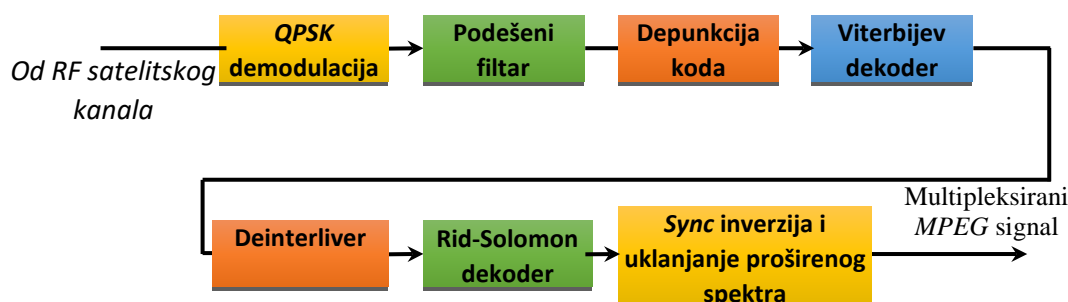 Od RF satelitskog
kanala
QPSK
demodulacija
Podešeni
filtar
Depunkcija
koda
Viterbijev
dekoder
Deinterliver
Rid-Solomon
dekoder
Sync inverzija i
uklanjanje proširenog
spektra
Multipleksirani
MPEG signal